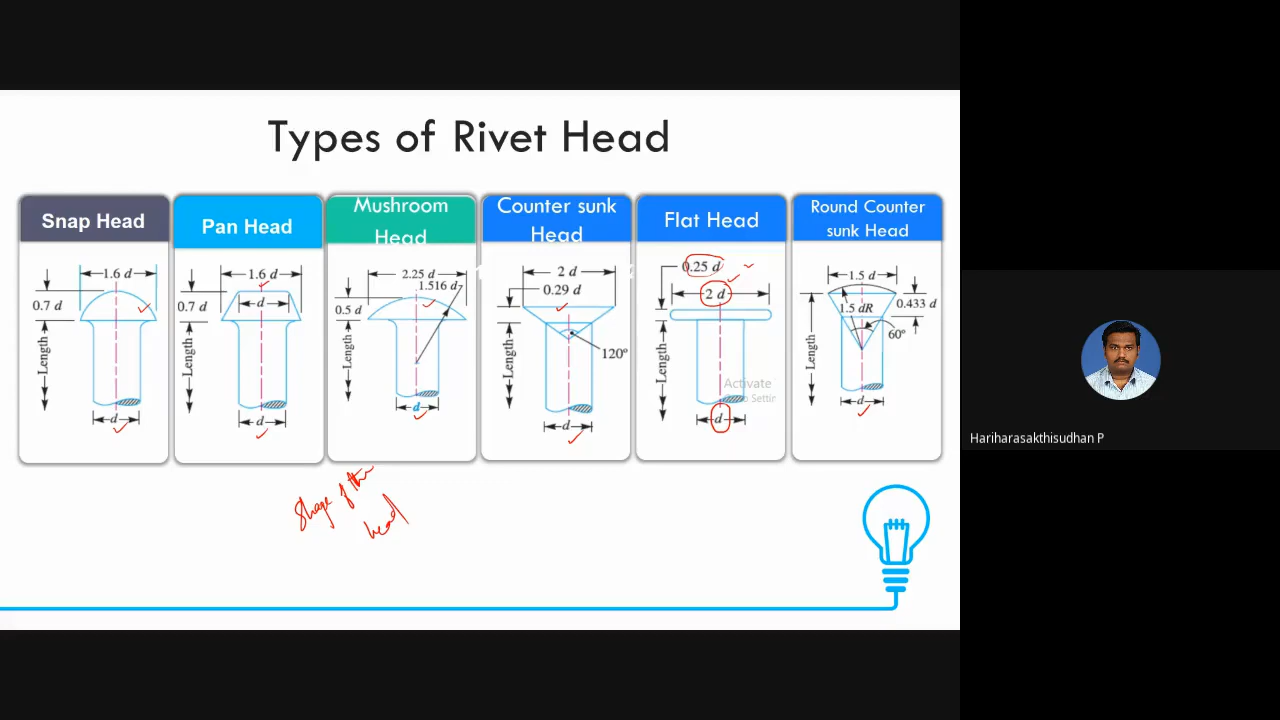 Types of Rivet Head
Snap Head
1.6 d
0.7 d
Length
d
Pan Head
1.6 d
d
0.7 d
Length
d
Mushroom
Head
2.25 d
1.516 d
0.5 d
Length
d
Counter sunk
Head
2 d
0.29 d
Length
120°
d
Flat Head
0.25 d
2 d
Length
Activate
Settin
d
Round Counter
sunk Head
1.5 d
1.5 dR
0.433 d
60°
Length
d
Shape of the
head
Hariharasakthisudhan P